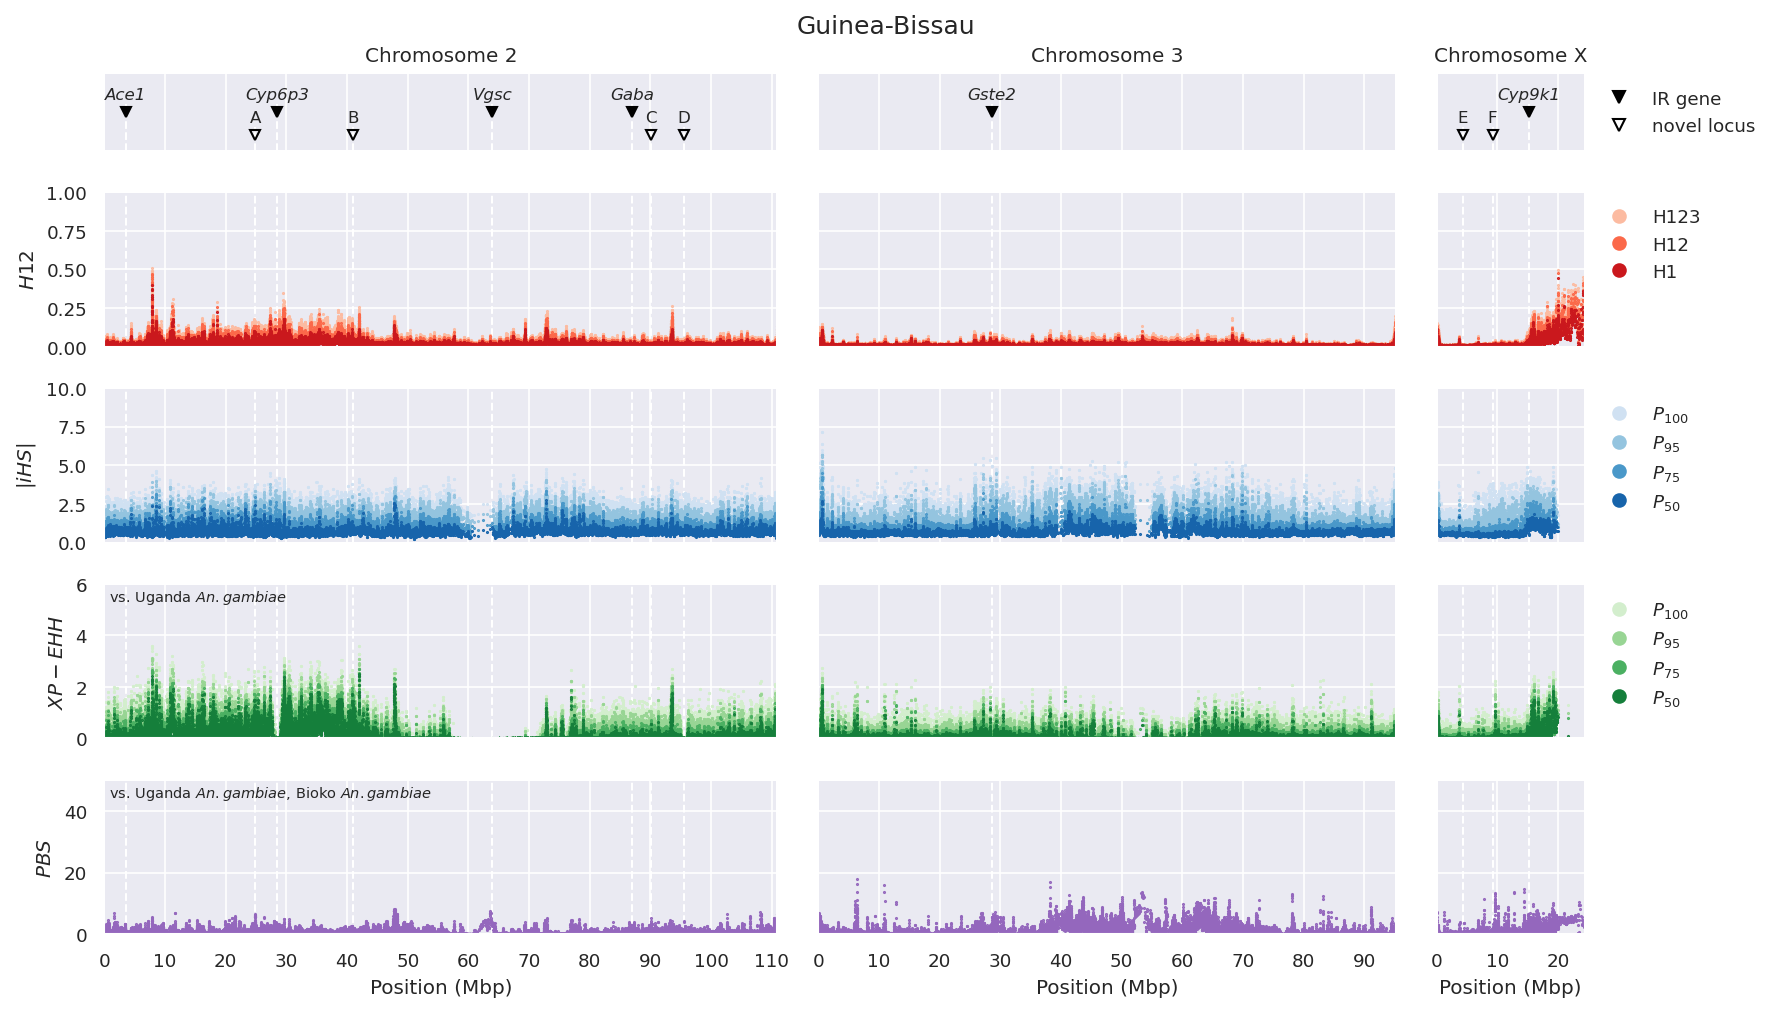 Guinea-Bissau
Chromosome 2
Chromosome 3
Chromosome X
Ace1 Cyp6p3 Vgsc Gaba
A B C D
Gste2
Cyp9k1
E F
IR gene
novel locus
H12
1.00
0.75
0.50
0.25
0.00
H123
H12
H1
|iHS|
10.0
7.5
5.0
2.5
0.0
P100
P95
P75
P50
XP−EHH
6
4
2
0
vs. Uganda An. gambiae
P100
P95
P75
P50
PBS
40
20
0
vs. Uganda An. gambiae, Bioko An. gambiae
0 10 20 30 40 50 60 70 80 90 100 110
0 10 20 30 40 50 60 70 80 90
0 10 20
Position (Mbp)
Position (Mbp)
Position (Mbp)